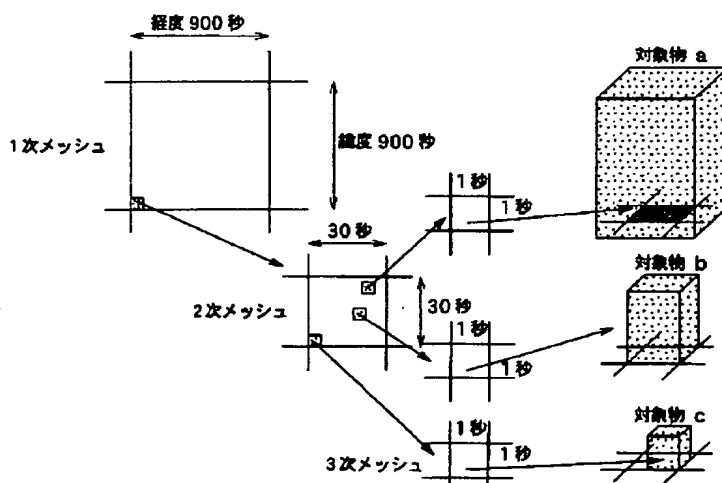 経度 900 秒
対象物 a
1次メッシュ
緯度 900 秒
1 秒
1 秒
30 秒
対象物 b
2次メッシュ
30 秒
1 秒
1 秒
対象物 c
1 秒
1 秒
3次メッシュ